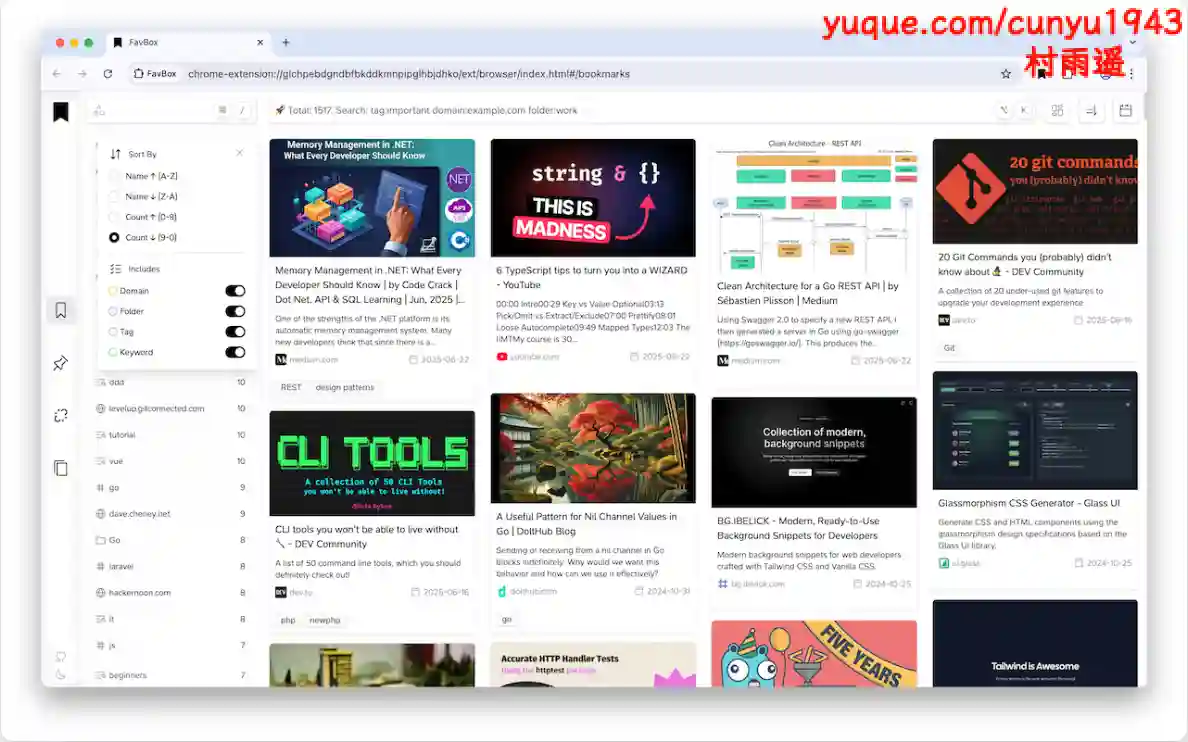 yuque.com/cunyu1943
村雨遥
FavBox
FavBox
chrome-extension://glchpebdgndbfbkddkmnpipglhbjdhko/ext/browser/index.html#/bookmarks
Total: 1517. Search: tag:important domain:example.com folder:work
Sort By
Name ↑ [A-Z]
Name ↓ [Z-A]
Count ↑ [0-9]
Count ↓ [9-0]
Includes
Domain
Folder
Tag
Keyword
ddd 10
levelup.gitconnected.com 10
tutorial 10
vue 10
go 9
dave.cheney.net 9
Go 8
laravel 8
hackernoon.com 8
it 8
js 7
beginners 7
Memory Management in .NET:
What Every Developer Should Know
NET
API
Memory Management in .NET: What Every
Developer Should Know | by Code Crack |
Dot Net, API & SQL Learning | Jun, 2025 |...
One of the strengths of the .NET platform is its
automatic memory management system. Many
new developers think that since there is a...
medium.com 2025-06-22
REST design patterns
CLI TOOLS
A collection of 50 CLI Tools
you won't be able to live without!
CLI tools you won't be able to live without
- DEV Community
A list of 50 command line tools, which you should
definitely check out!
dev.to 2025-06-16
php newphp
string & {}
THIS IS
MADNESS
6 TypeScript tips to turn you into a WIZARD
- YouTube
00:00 Intro00:29 Key vs Value Optional03:13
Pick/Omit vs Extract/Exclude07:00 Prettify08:01
Loose Autocomplete09:49 Mapped Types12:03 The
IIMTMy course is 30...
youtube.com 2025-06-22
A Useful Pattern for Nil Channel Values in
Go | DoltHub Blog
Sending or receiving from a nil channel in Go
blocks indefinitely. Why would we want this
behavior and how can we use it effectively?
dolthub.com 2024-10-31
go
Accurate HTTP Handler Tests
Using the httptest package
Clean Architecture - REST API
Clean Architecture for a Go REST API | by
Sébastien Plisson | Medium
Using Swagger 2.0 to specify a new REST API, I
then generated a server in Go using go-swagger
[https://goswagger.io/]. This produces the...
medium.com 2025-06-22
Collection of modern,
background snippets
BG.IBELICK - Modern, Ready-to-Use
Background Snippets for Developers
Modern background snippets for web developers
crafted with Tailwind CSS and Vanilla CSS.
bg.ibelick.com 2024-10-25
FIVE YEARS
20 git commands
you (probably) didn't know
20 Git Commands you (probably) didn't
know about - DEV Community
A collection of 20 under-used git features to
upgrade your development experience
dev.to 2025-06-16
Git
Glassmorphism CSS Generator - Glass UI
Generate CSS and HTML components using the
glassmorphism design specifications based on the
Glass UI library.
ui.glass 2024-10-25
Tailwind is Awesome